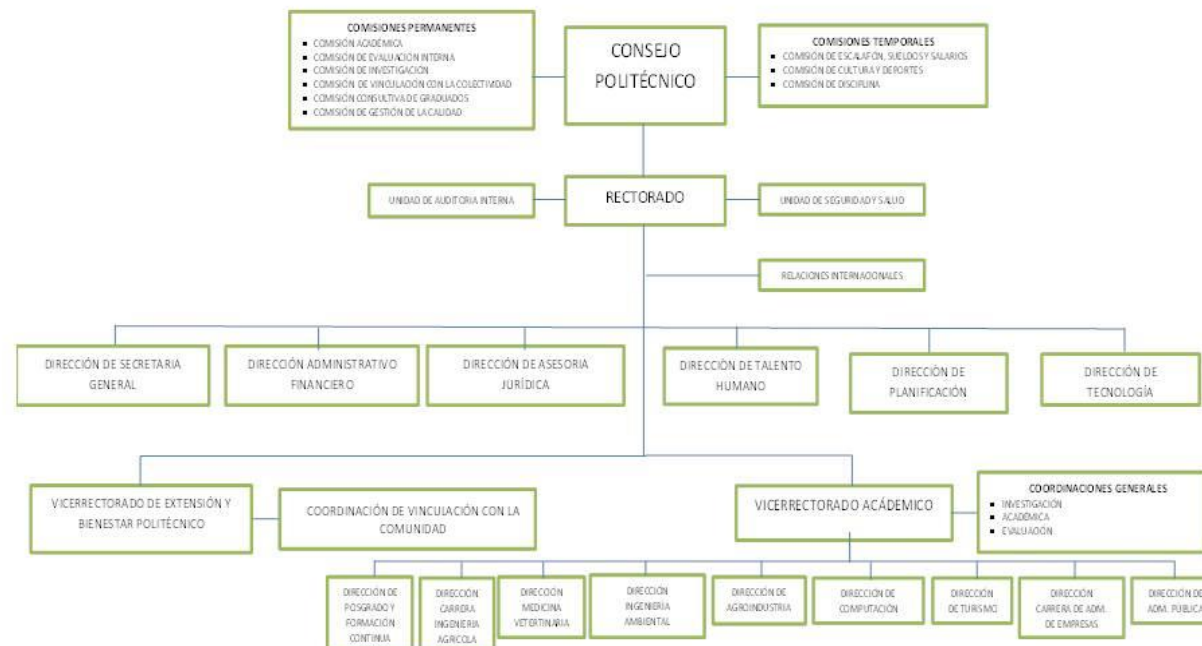 COMISIONES PERMANENTES
▪ COMISIÓN ACADÉMICA
▪ COMISIÓN DE EVALUACIÓN INTERNA
▪ COMISIÓN DE INVESTIGACIÓN
▪ COMISIÓN DE VINCULACIÓN CON LA COLECTIVIDAD
▪ COMISIÓN CONSULTIVA DE GRADUADOS
▪ COMISIÓN DE GESTIÓN DE LA CALIDAD
CONSEJO
POLITÉCNICO
COMISIONES TEMPORALES
▪ COMISIÓN DE ESCALAFÓN, SUELDOS Y SALARIOS
▪ COMISIÓN DE CULTURA Y DEPORTES
▪ COMISIÓN DE DISCIPLINA
UNIDAD DE AUDITORIA INTERNA
RECTORADO
UNIDAD DE SEGURIDAD Y SALUD
RELACIONES INTERNACIONALES
DIRECCIÓN DE SECRETARIA
GENERAL
DIRECCIÓN ADMINISTRATIVO
FINANCIERO
DIRECCIÓN DE ASESORIA
JURÍDICA
DIRECCIÓN DE TALENTO
HUMANO
DIRECCIÓN DE
PLANIFICACIÓN
DIRECCIÓN DE
TECNOLOGÍA
VICERRECTORADO DE EXTENSIÓN Y
BIENESTAR POLITÉCNICO
COORDINACIÓN DE VINCULACIÓN CON LA
COMUNIDAD
VICERRECTORADO ACÁDEMICO
COORDINACIONES GENERALES
▪ INVESTIGACIÓN
▪ ACADÉMICA
▪ EVALUACIÓN
DIRECCIÓN DE
POSGRADO Y
FORMACIÓN
CONTINUA
DIRECCIÓN
CARRERA
INGENIERIA
AGRICOLA
DIRECCIÓN
MEDICINA
VETERTINARIA
DIRECCIÓN
INGENIERÍA
AMBIENTAL
DIRECCIÓN DE
AGROINDUSTRIA
DIRECCIÓN DE
COMPUTACIÓN
DIRECCIÓN
DE TURISMO
DIRECCIÓN
CARRERA DE ADM.
DE EMPRESAS
DIRECCIÓN DE
ADM. PÚBLICA